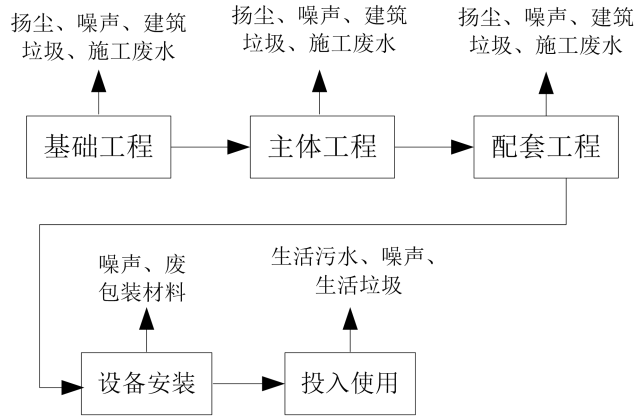 扬尘、噪声、建筑
垃圾、施工废水
扬尘、噪声、建筑
垃圾、施工废水
扬尘、噪声、建筑
垃圾、施工废水
基础工程
主体工程
配套工程
噪声、废
包装材料
生活污水、噪声、
生活垃圾
设备安装
投入使用